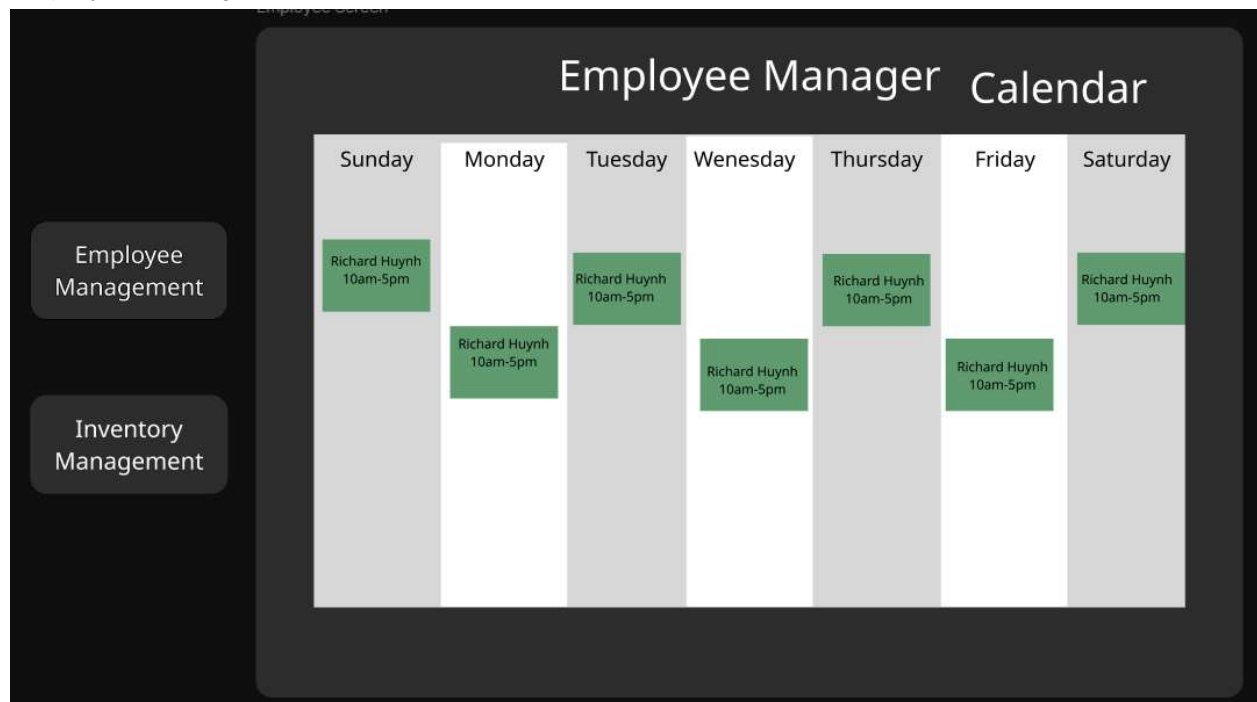 Employee Screen
Employee Manager
Calendar
Sunday
Monday
Tuesday
Wenesday
Thursday
Friday
Saturday
Employee
Management
Inventory
Management
Richard Huynh
10am-5pm
Richard Huynh
10am-5pm
Richard Huynh
10am-5pm
Richard Huynh
10am-5pm
Richard Huynh
10am-5pm
Richard Huynh
10am-5pm
Richard Huynh
10am-5pm